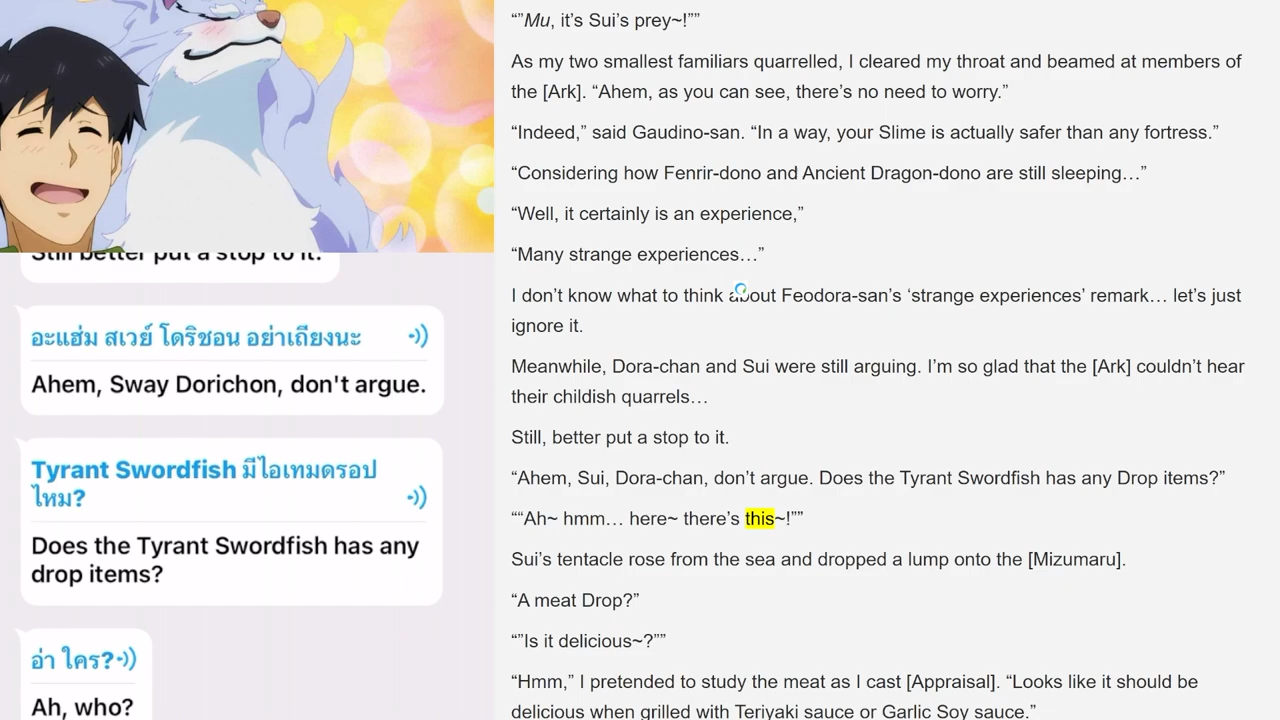 Still better put a stop to it.
อะแฮ่ม สเวย์ โดริชอน อย่าเถียงนะ
Ahem, Sway Dorichon, don't argue.
Tyrant Swordfish มีไอเทมดรอป
ไหม?
Does the Tyrant Swordfish has any
drop items?
อ่า ใคร?
Ah, who?
“”Mu, it’s Sui’s prey~!””
As my two smallest familiars quarrelled, I cleared my throat and beamed at members of
the [Ark]. “Ahem, as you can see, there’s no need to worry.”
“Indeed,” said Gaudino-san. “In a way, your Slime is actually safer than any fortress.”
“Considering how Fenrir-dono and Ancient Dragon-dono are still sleeping…”
“Well, it certainly is an experience,”
“Many strange experiences…”
I don’t know what to think about Feodora-san’s ‘strange experiences’ remark… let’s just
ignore it.
Meanwhile, Dora-chan and Sui were still arguing. I’m so glad that the [Ark] couldn’t hear
their childish quarrels…
Still, better put a stop to it.
“Ahem, Sui, Dora-chan, don’t argue. Does the Tyrant Swordfish has any Drop items?”
““Ah~ hmm… here~ there’s this~!””
Sui’s tentacle rose from the sea and dropped a lump onto the [Mizumaru].
“A meat Drop?”
“”Is it delicious~?””
“Hmm,” I pretended to study the meat as I cast [Appraisal]. “Looks like it should be
delicious when grilled with Teriyaki sauce or Garlic Soy sauce.”